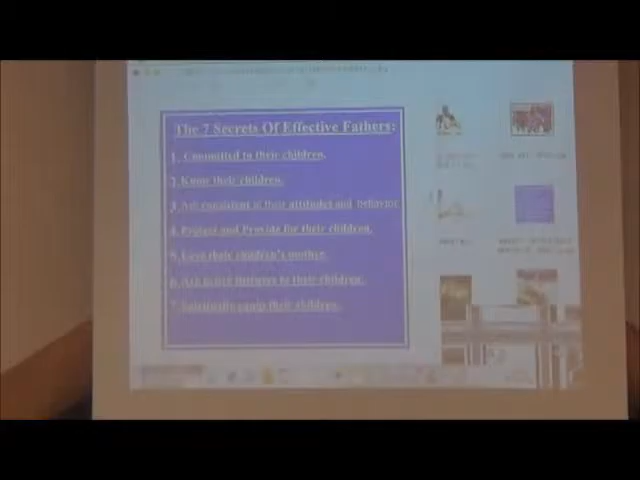 The 7 Secrets Of Effective Fathers:
1. Committed to their children.
2. Know their children.
3. Are consistent in their attitudes and behavior
4. Protect and Provide for their children.
5. Love their children's mother.
6. Are active listeners to their children.
7. Spiritually equip their children.